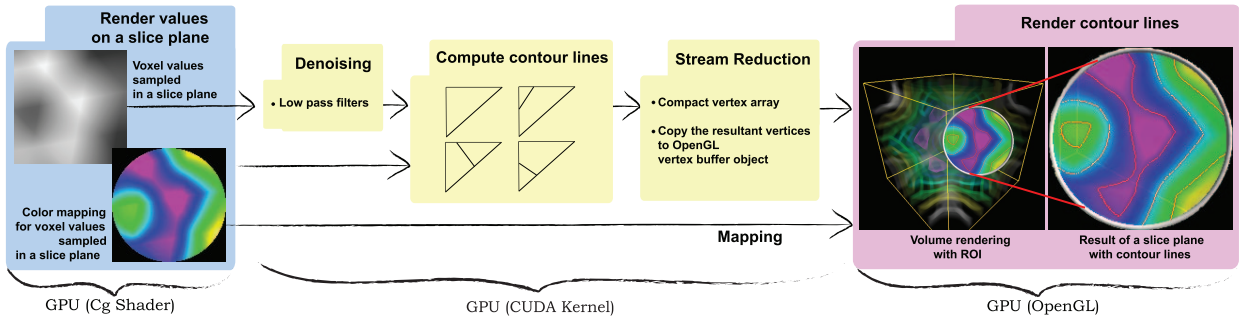 Render values
on a slice plane
Voxel values
sampled
in a slice plane
Color mapping
for voxel values
sampled
in a slice plane
GPU (Cg Shader)
Denoising
• Low pass filters
Compute contour lines
Stream Reduction
• Compact vertex array
• Copy the resultant vertices
to OpenGL
vertex buffer object
Mapping
GPU (CUDA Kernel)
Render contour lines
Volume rendering
with ROI
Result of a slice plane
with contour lines
GPU (OpenGL)